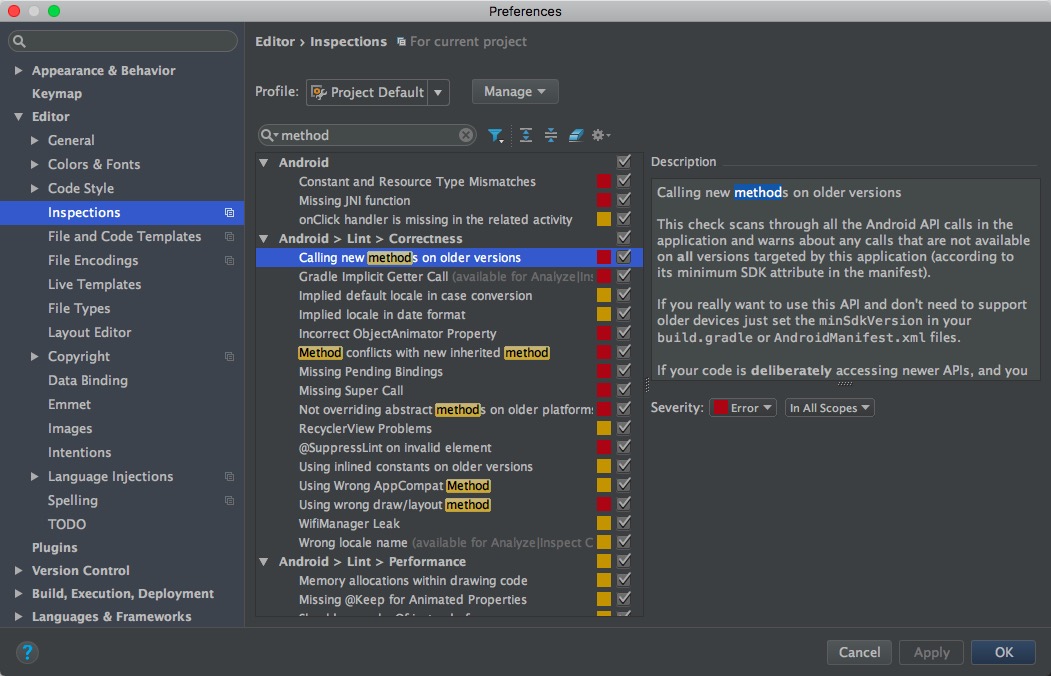 Preferences
Appearance & Behavior
Keymap
Editor
General
Colors & Fonts
Code Style
Inspections
File and Code Templates
File Encodings
Live Templates
File Types
Layout Editor
Copyright
Data Binding
Emmet
Images
Intentions
Language Injections
Spelling
TODO
Plugins
Version Control
Build, Execution, Deployment
Languages & Frameworks
Editor › Inspections For current project
Profile: Project Default Manage
method
Android
Constant and Resource Type Mismatches
Missing JNI function
onClick handler is missing in the related activity
Android > Lint > Correctness
Calling new methods on older versions
Gradle Implicit Getter Call (available for Analyze|Ins
Implied default locale in case conversion
Implied locale in date format
Incorrect ObjectAnimator Property
Method conflicts with new inherited method
Missing Pending Bindings
Missing Super Call
Not overriding abstract methods on older platforms
RecyclerView Problems
@SuppressLint on invalid element
Using inlined constants on older versions
Using Wrong AppCompat Method
Using wrong draw/layout method
WifiManager Leak
Wrong locale name (available for Analyze|Inspect C
Android > Lint > Performance
Memory allocations within drawing code
Missing @Keep for Animated Properties
Description
Calling new methods on older versions
This check scans through all the Android API calls in the
application and warns about any calls that are not available
on all versions targeted by this application (according to
its minimum SDK attribute in the manifest).
If you really want to use this API and don't need to support
older devices just set the minSdkVersion in your
build.gradle or AndroidManifest.xml files.
If your code is deliberately accessing newer APIs, and you
Severity: Error In All Scopes
?
Cancel
Apply
OK